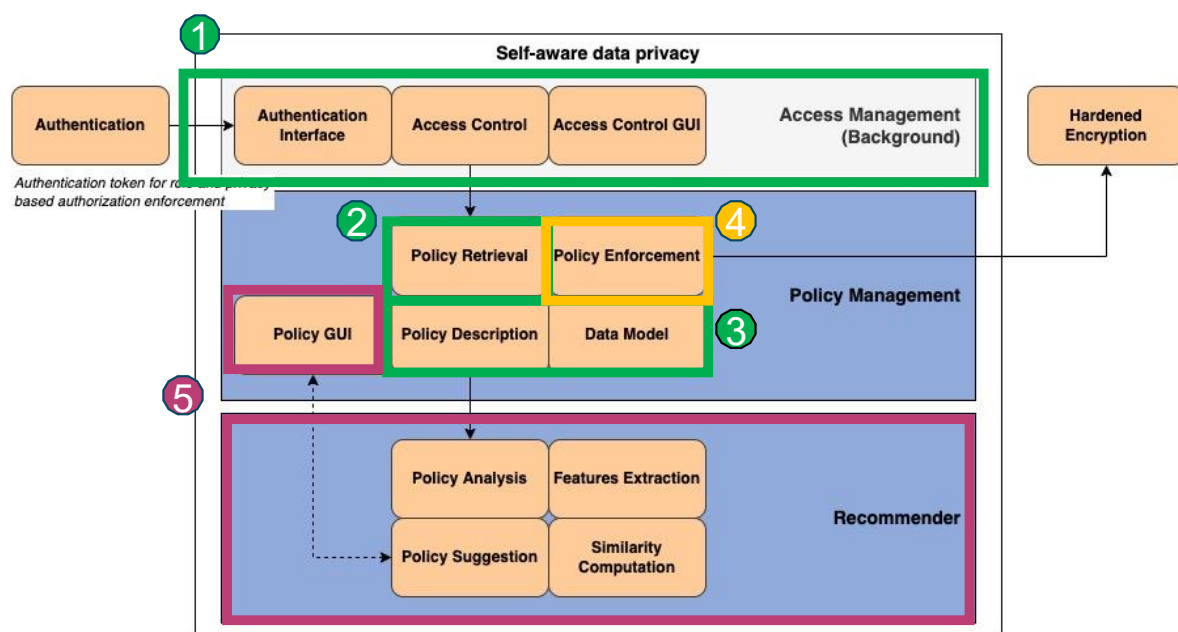 1
Self-aware data privacy
Authentication
Authentication
Interface
Access Control
Access Control GUI
Access Management
(Background)
Hardened
Encryption
Authentication token for role and privacy
based authorization enforcement
2
4
Policy Retrieval
Policy Enforcement
Policy Management
Policy GUI
Policy Description
Data Model
3
5
Policy Analysis
Features Extraction
Recommender
Policy Suggestion
Similarity
Computation